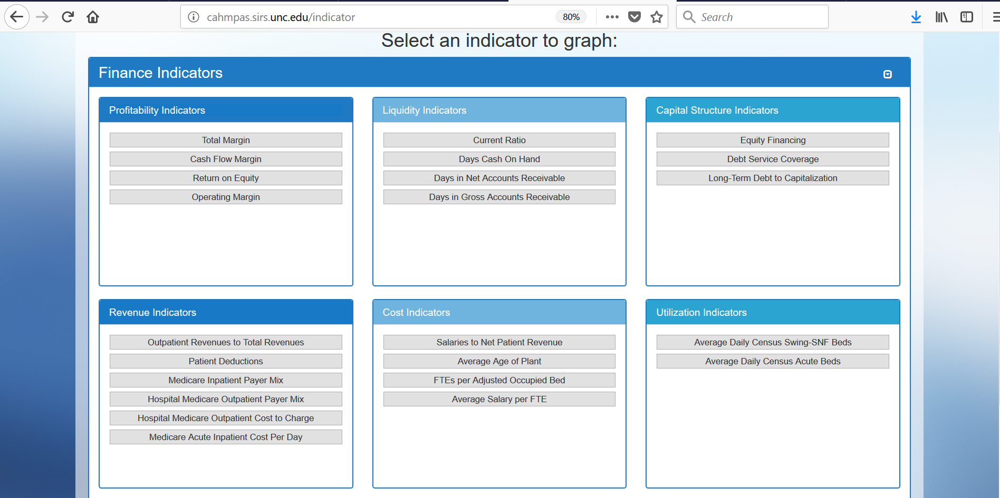 cahmpas.sirs.unc.edu/indicator
80%
Search
Select an indicator to graph:
Finance Indicators
Profitability Indicators
Total Margin
Cash Flow Margin
Return on Equity
Operating Margin
Liquidity Indicators
Current Ratio
Days Cash On Hand
Days in Net Accounts Receivable
Days in Gross Accounts Receivable
Capital Structure Indicators
Equity Financing
Debt Service Coverage
Long-Term Debt to Capitalization
Revenue Indicators
Outpatient Revenues to Total Revenues
Patient Deductions
Medicare Inpatient Payer Mix
Hospital Medicare Outpatient Payer Mix
Hospital Medicare Outpatient Cost to Charge
Medicare Acute Inpatient Cost Per Day
Cost Indicators
Salaries to Net Patient Revenue
Average Age of Plant
FTEs per Adjusted Occupied Bed
Average Salary per FTE
Utilization Indicators
Average Daily Census Swing-SNF Beds
Average Daily Census Acute Beds